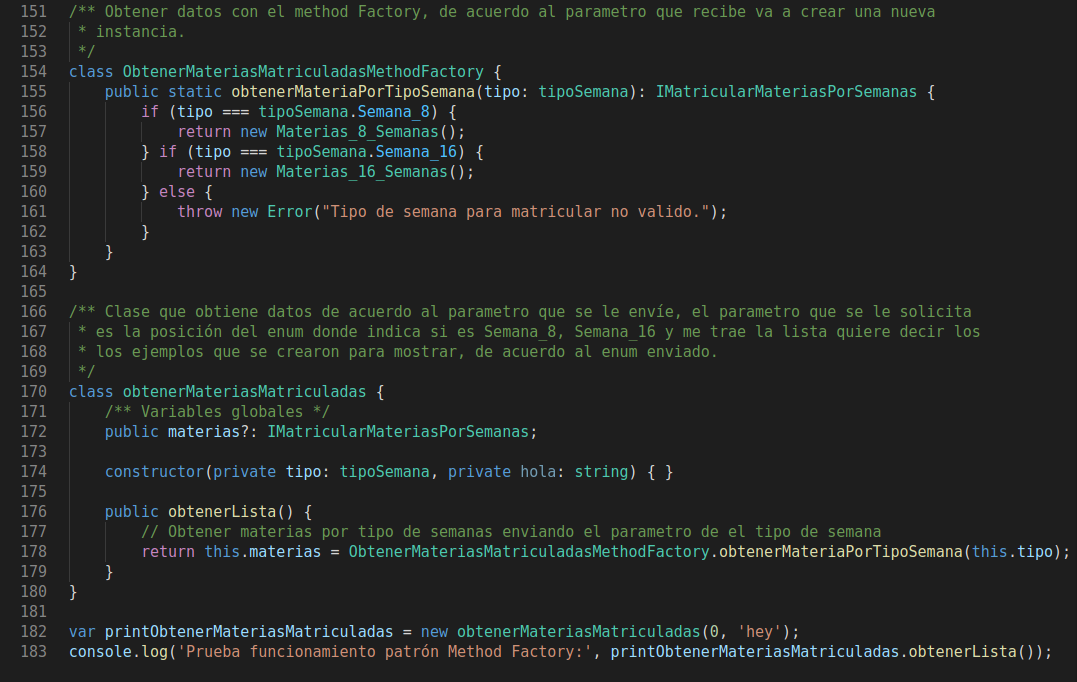 151 /** Obtener datos con el method Factory, de acuerdo al parametro que recibe va a crear una nueva
152  * instancia.
153  */
154 class ObtenerMateriasMatriculadasMethodFactory {
155     public static obtenerMateriaPorTipoSemana(tipo: tipoSemana): IMatricularMateriasPorSemanas {
156         if (tipo === tipoSemana.Semana_8) {
157             return new Materias_8_Semanas();
158         } if (tipo === tipoSemana.Semana_16) {
159             return new Materias_16_Semanas();
160         } else {
161             throw new Error("Tipo de semana para matricular no valido.");
162         }
163     }
164 }
165
166 /** Clase que obtiene datos de acuerdo al parametro que se le envíe, el parametro que se le solicita
167  * es la posición del enum donde indica si es Semana_8, Semana_16 y me trae la lista quiere decir los
168  * los ejemplos que se crearon para mostrar, de acuerdo al enum enviado.
169  */
170 class obtenerMateriasMatriculadas {
171     /** Variables globales */
172     public materias?: IMatricularMateriasPorSemanas;
173
174     constructor(private tipo: tipoSemana, private hola: string) { }
175
176     public obtenerLista() {
177         // Obtener materias por tipo de semanas enviando el parametro de el tipo de semana
178         return this.materias = ObtenerMateriasMatriculadasMethodFactory.obtenerMateriaPorTipoSemana(this.tipo);
179     }
180 }
181
182 var printObtenerMateriasMatriculadas = new obtenerMateriasMatriculadas(0, 'hey');
183 console.log('Prueba funcionamiento patrón Method Factory:', printObtenerMateriasMatriculadas.obtenerLista());